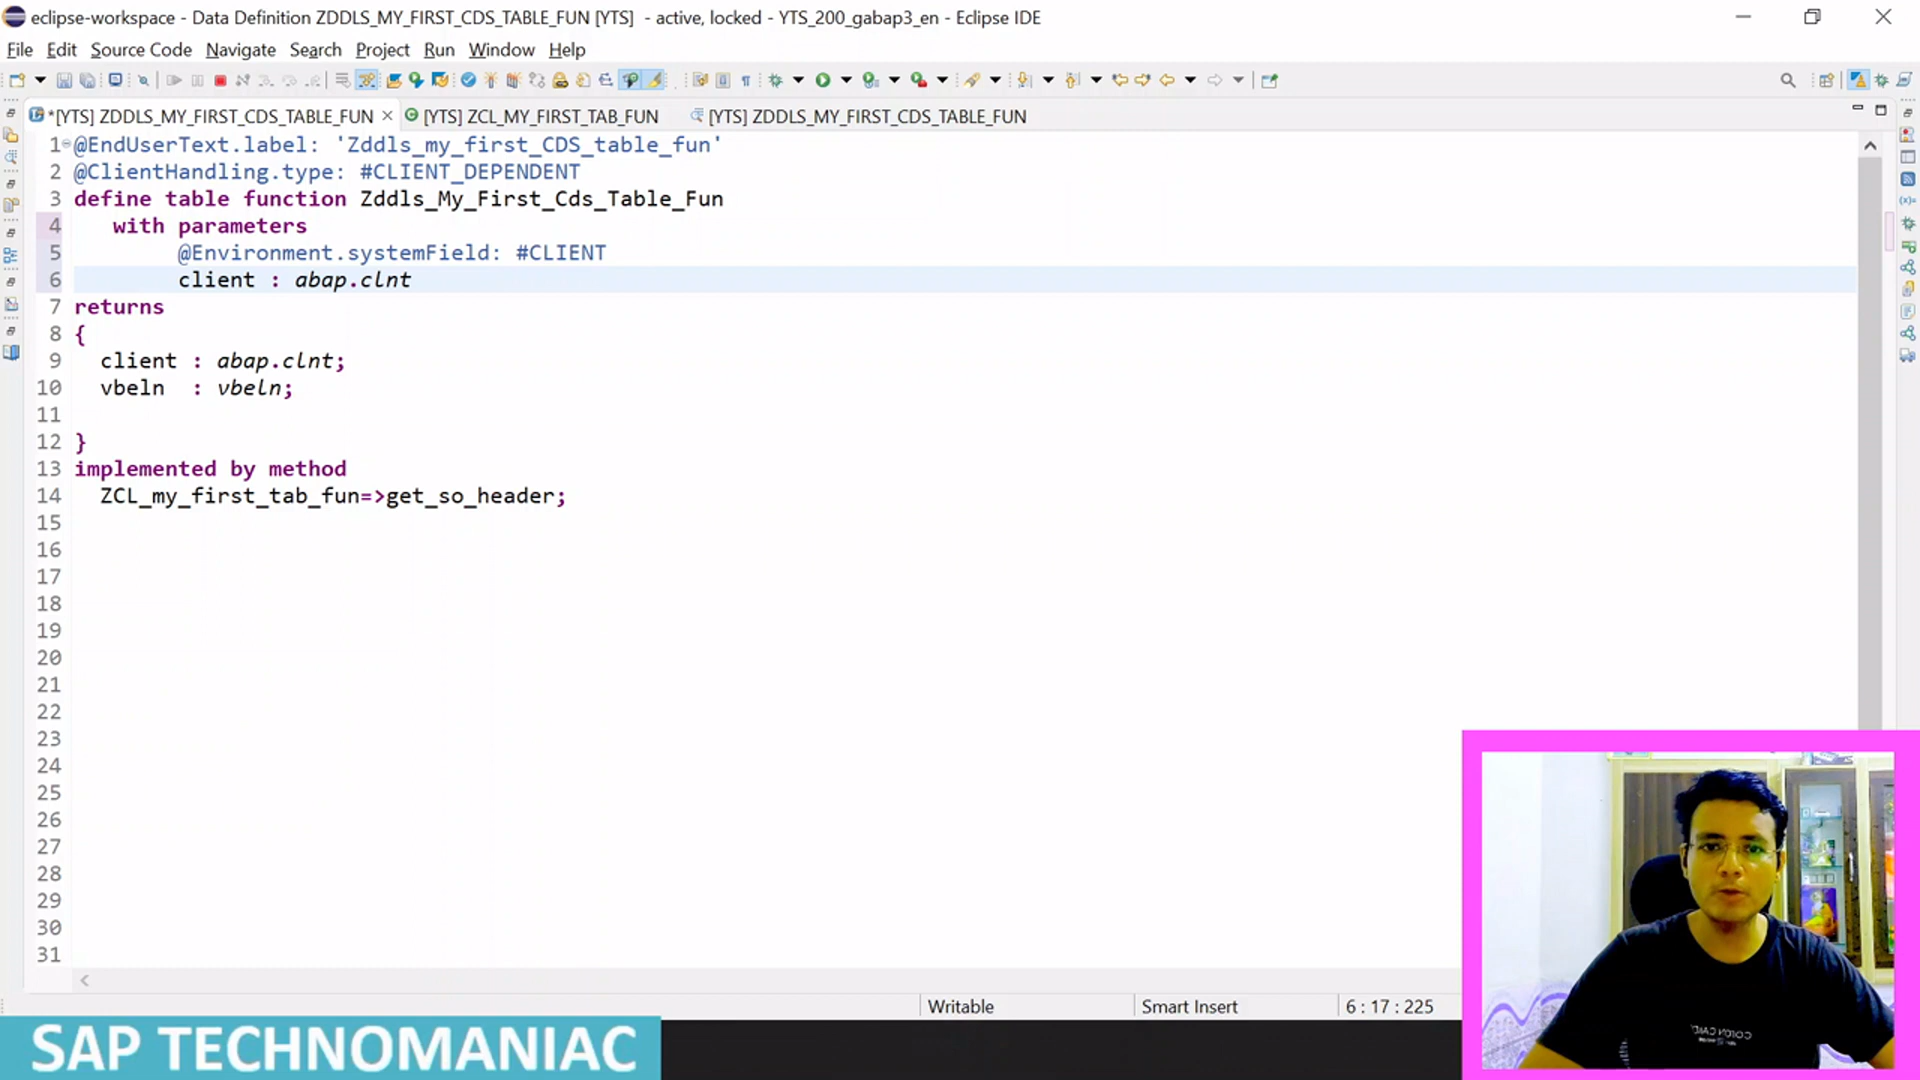 eclipse-workspace - Data Definition ZDDLS_MY_FIRST_CDS_TABLE_FUN [YTS]  - active, locked - YTS_200_gabap3_en - Eclipse IDE
File Edit Source Code Navigate Search Project Run Window Help
*[YTS] ZDDLS_MY_FIRST_CDS_TABLE_FUN [YTS] ZCL_MY_FIRST_TAB_FUN [YTS] ZDDLS_MY_FIRST_CDS_TABLE_FUN
1 @EndUserText.label: 'Zddls_my_first_CDS_table_fun'
2 @ClientHandling.type: #CLIENT_DEPENDENT
3 define table function Zddls_My_First_Cds_Table_Fun
4 with parameters
5 @Environment.systemField: #CLIENT
6 client : abap.clnt
7 returns
8 {
9 client : abap.clnt;
10 vbeln  : vbeln;
11
12 }
13 implemented by method
14 ZCL_my_first_tab_fun=>get_so_header;
15
16
17
18
19
20
21
22
23
24
25
26
27
28
29
30
31
Writable Smart Insert 6 : 17 : 225
SAP TECHNOMANIAC